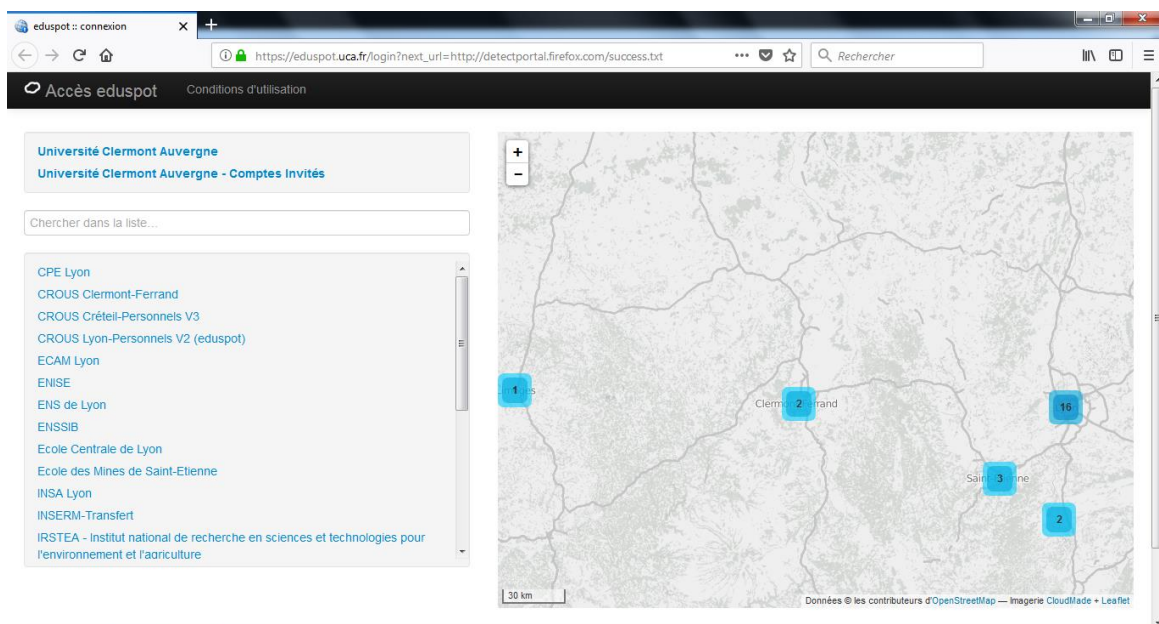 eduspot :: connexion
https://eduspot.uca.fr/login?next_url=http://detectportal.firefox.com/success.txt
Rechercher
Accès eduspot
Conditions d'utilisation
Université Clermont Auvergne
Université Clermont Auvergne - Comptes Invités
Chercher dans la liste...
CPE Lyon
CROUS Clermont-Ferrand
CROUS Créteil-Personnels V3
CROUS Lyon-Personnels V2 (eduspot)
ECAM Lyon
ENISE
ENS de Lyon
ENSSIB
Ecole Centrale de Lyon
Ecole des Mines de Saint-Etienne
INSA Lyon
INSERM-Transfert
IRSTEA - Institut national de recherche en sciences et technologies pour
l'environnement et l'agriculture
+
-
1
2
16
3
2
30 km
Données © les contributeurs d'OpenStreetMap — Imagerie CloudMade + Leaflet